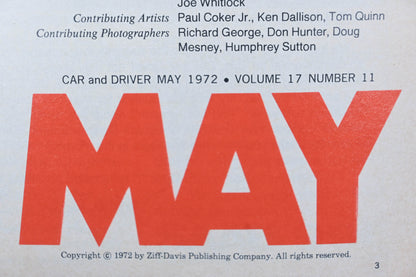 Joe Whitlock
Contributing Artists Paul Coker Jr., Ken Dallison, Tom Quinn
Contributing Photographers Richard George, Don Hunter, Doug
Mesney, Humphrey Sutton
CAR and DRIVER MAY 1972 • VOLUME 17 NUMBER 11
MAY
Copyright © 1972 by Ziff-Davis Publishing Company. All rights reserved.
3